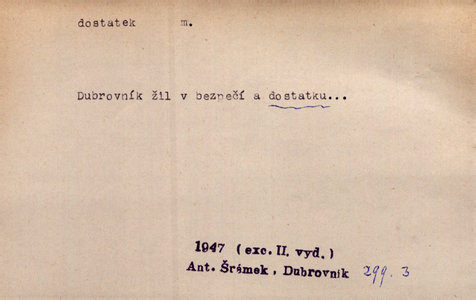 dostatek m.
Dubrovník žil v bezpečí a dostatku...
1947 (exc. II. vyd.)
Ant. Šrámek, Dubrovník 299. 3